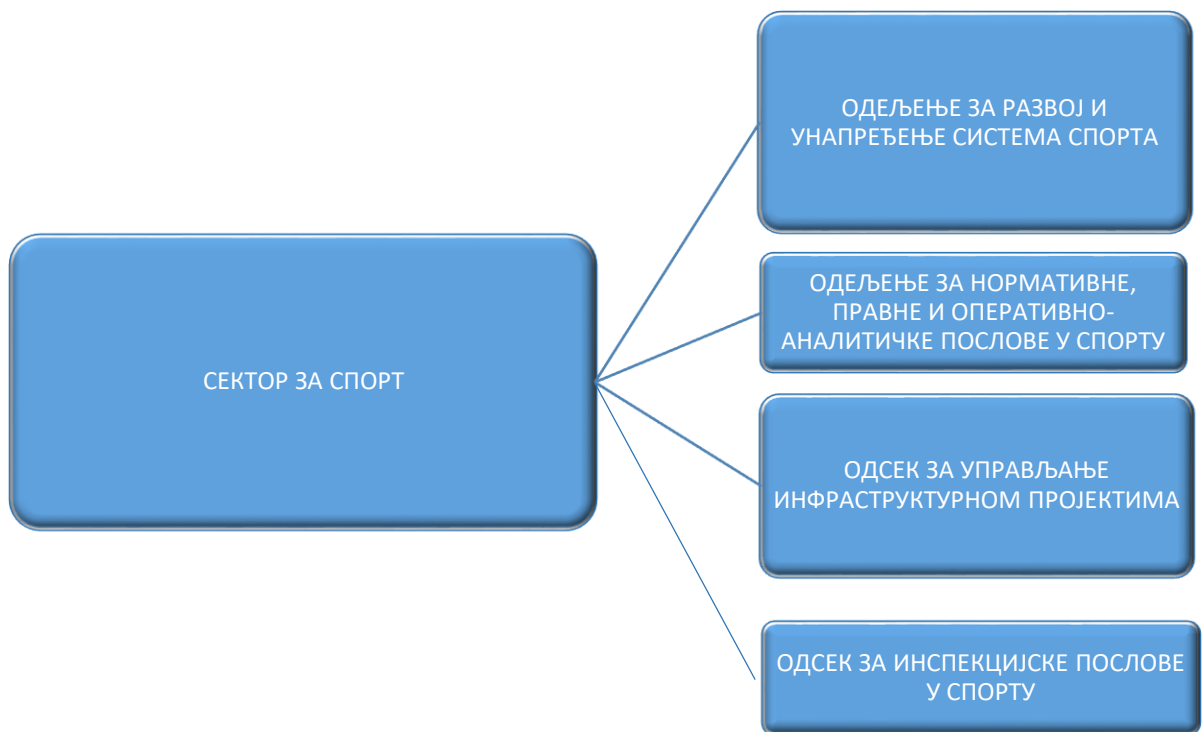 СЕКТОР ЗА СПОРТ
ОДЕЉЕЊЕ ЗА РАЗВОЈ И
УНАПРЕЂЕЊЕ СИСТЕМА СПОРТА
ОДЕЉЕЊЕ ЗА НОРМАТИВНЕ,
ПРАВНЕ И ОПЕРАТИВНО-
АНАЛИТИЧКЕ ПОСЛОВЕ У СПОРТУ
ОДСЕК ЗА УПРАВЉАЊЕ
ИНФРАСТРУКТУРНОМ ПРОЈЕКТИМА
ОДСЕК ЗА ИНСПЕКЦИЈСКЕ ПОСЛОВЕ
У СПОРТУ